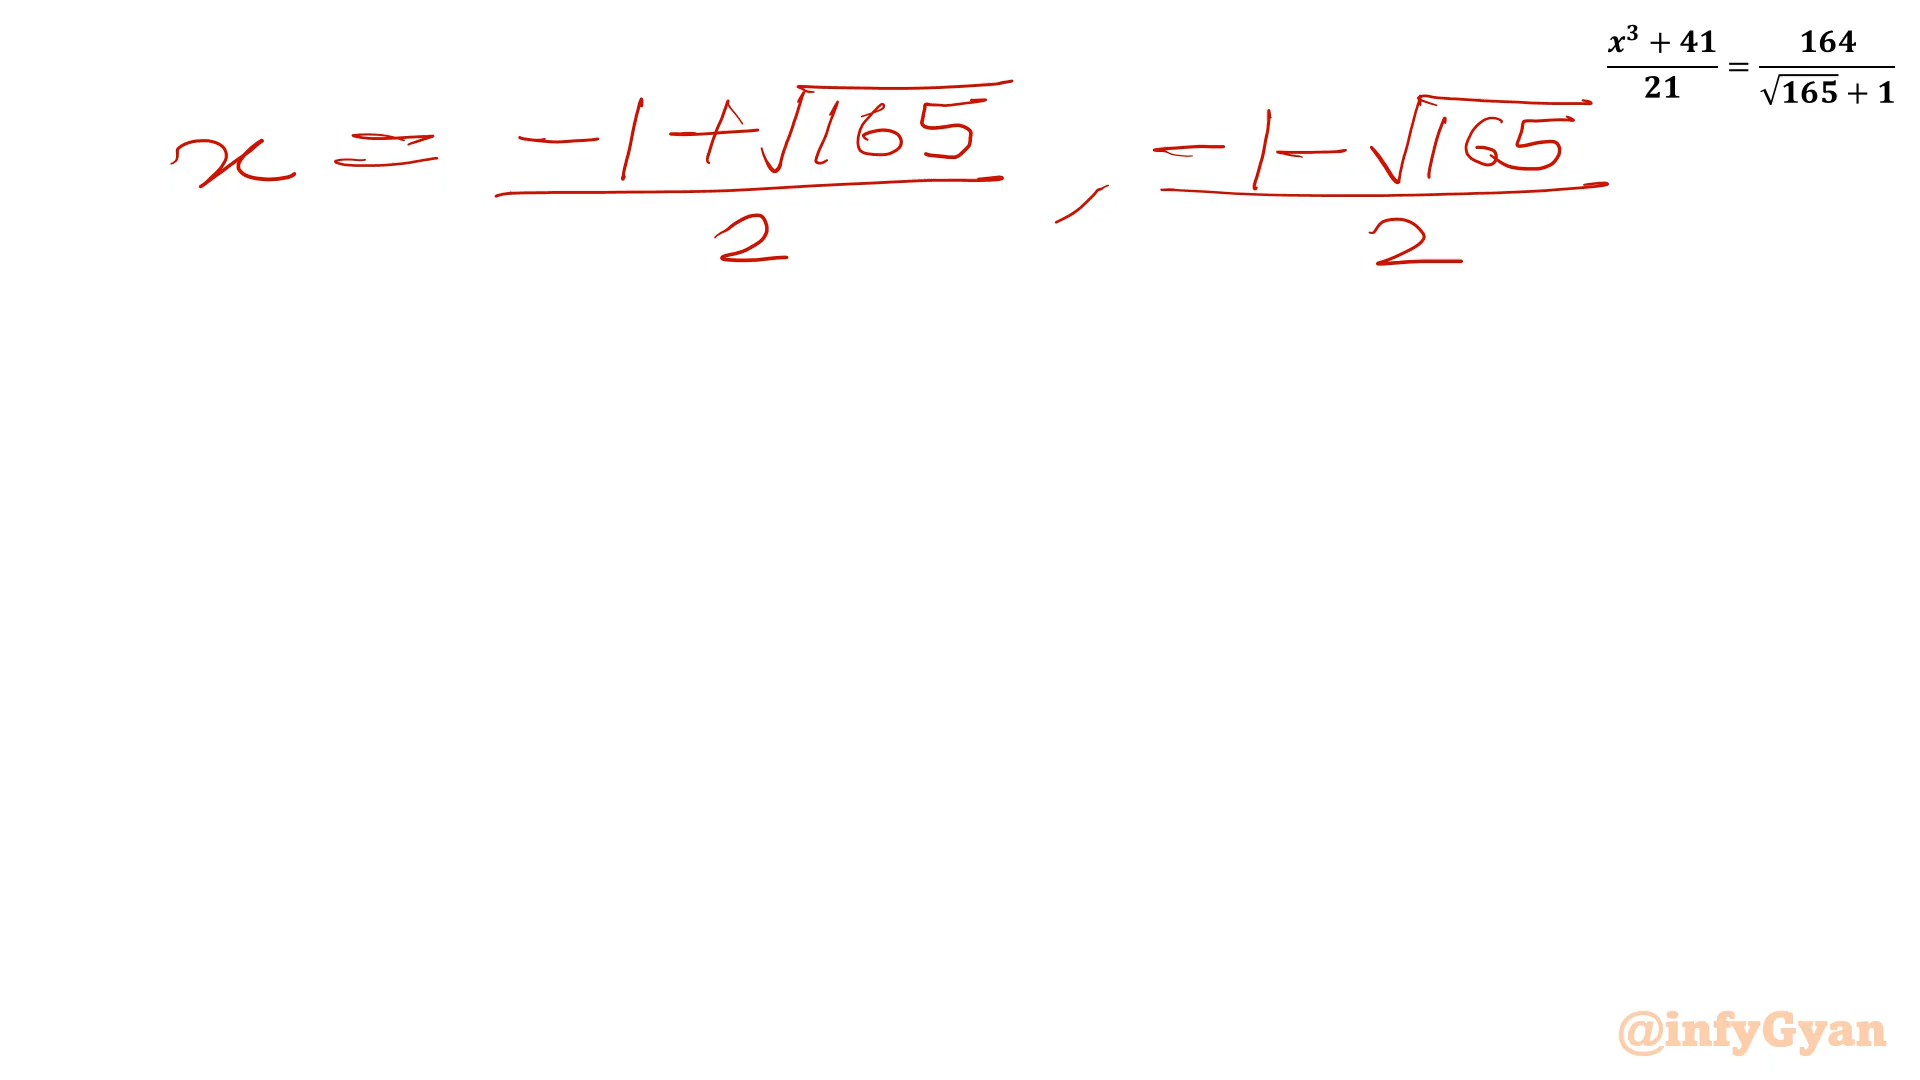 x³ + 41 / 21 = 164 / √165 + 1
x = -1 + √165 / 2 , -1 - √165 / 2
@infyGyan